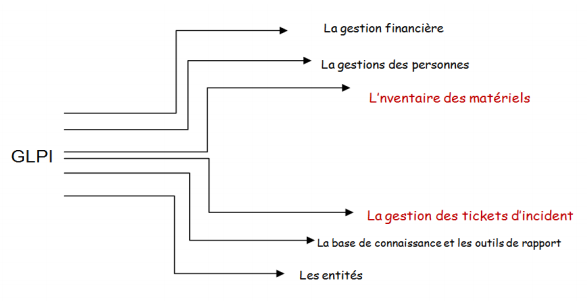 La gestion financière
La gestions des personnes
L'nventaire des matériels
GLPI
La gestion des tickets d'incident
La base de connaissance et les outils de rapport
Les entités